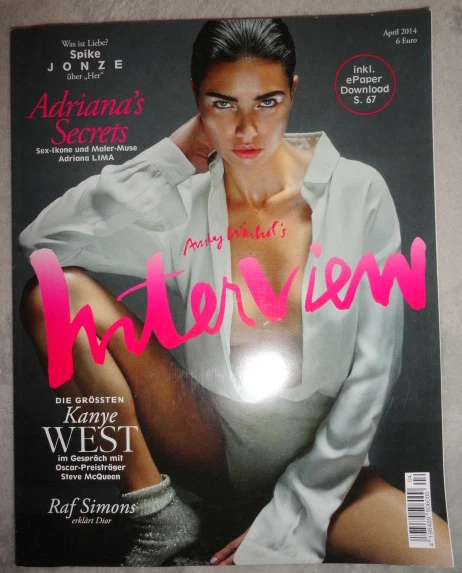 Was ist Liebe?
Spike
JONZE
über „Her"
April 2014
6 Euro
inkl.
ePaper
Download
S. 67
Adriana's
Secrets
Sex-Ikone und Maler-Muse
Adriana LIMA
Andy Warhol's
Interview
DIE GRÖSSTEN
Kanye
WEST
im Gespräch mit
Oscar-Preisträger
Steve McQueen
Raf Simons
erklärt Dior
04